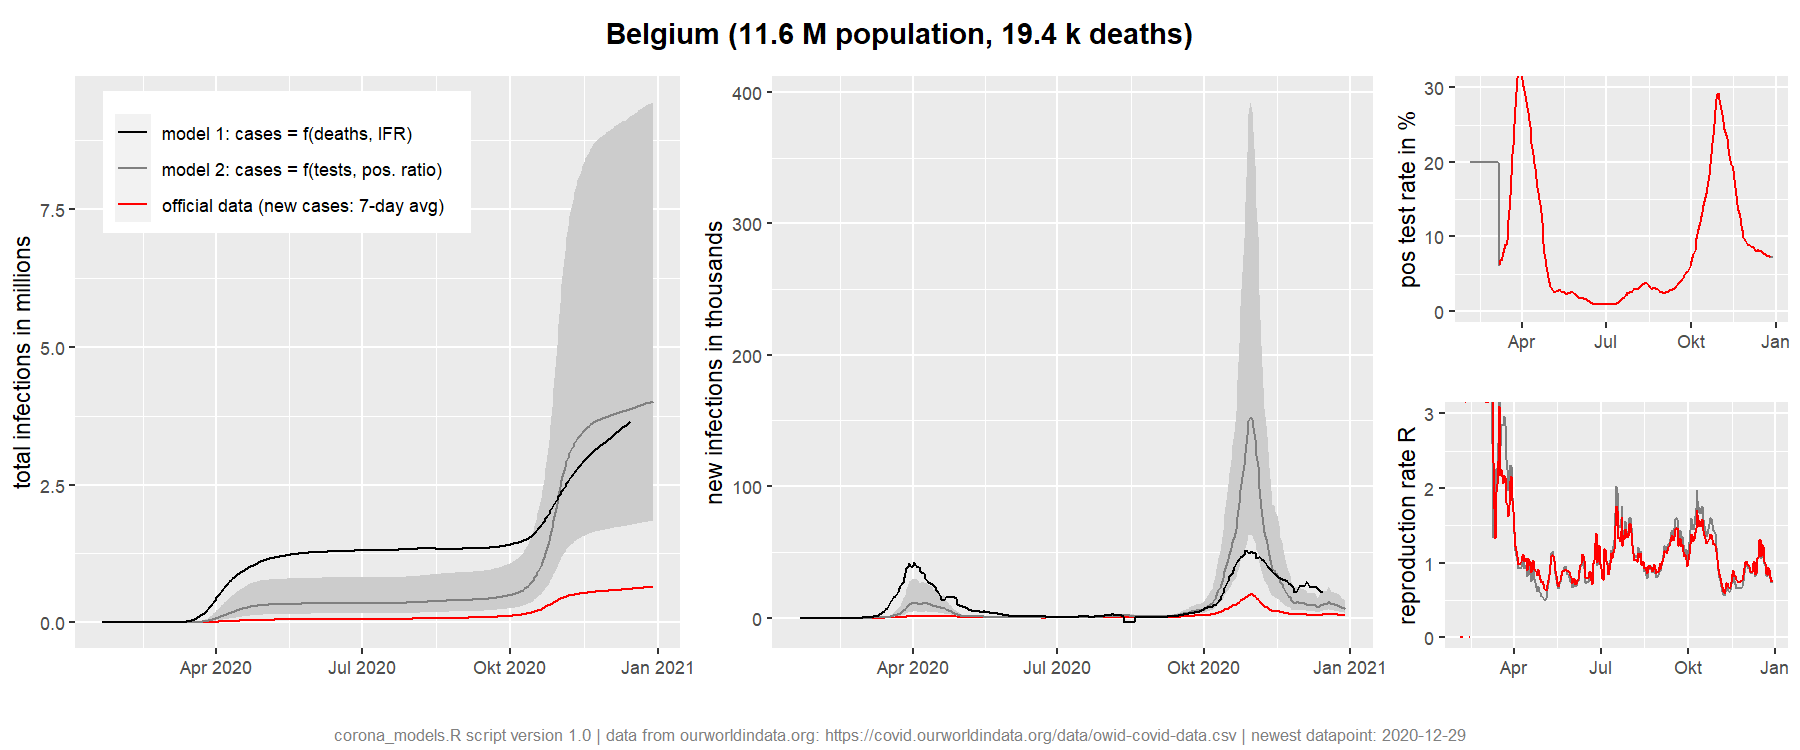 Belgium (11.6 M population, 19.4 k deaths)
total infections in millions
7.5
5.0
2.5
0.0
model 1: cases = f(deaths, IFR)
model 2: cases = f(tests, pos. ratio)
official data (new cases: 7-day avg)
Apr 2020
Jul 2020
Okt 2020
Jan 2021
new infections in thousands
400
300
200
100
0
Apr 2020
Jul 2020
Okt 2020
Jan 2021
pos test rate in %
30
20
10
0
Apr
Jul
Okt
Jan
reproduction rate R
3
2
1
0
Apr
Jul
Okt
Jan
corona_models.R script version 1.0 | data from ourworldindata.org: https://covid.ourworldindata.org/data/owid-covid-data.csv | newest datapoint: 2020-12-29